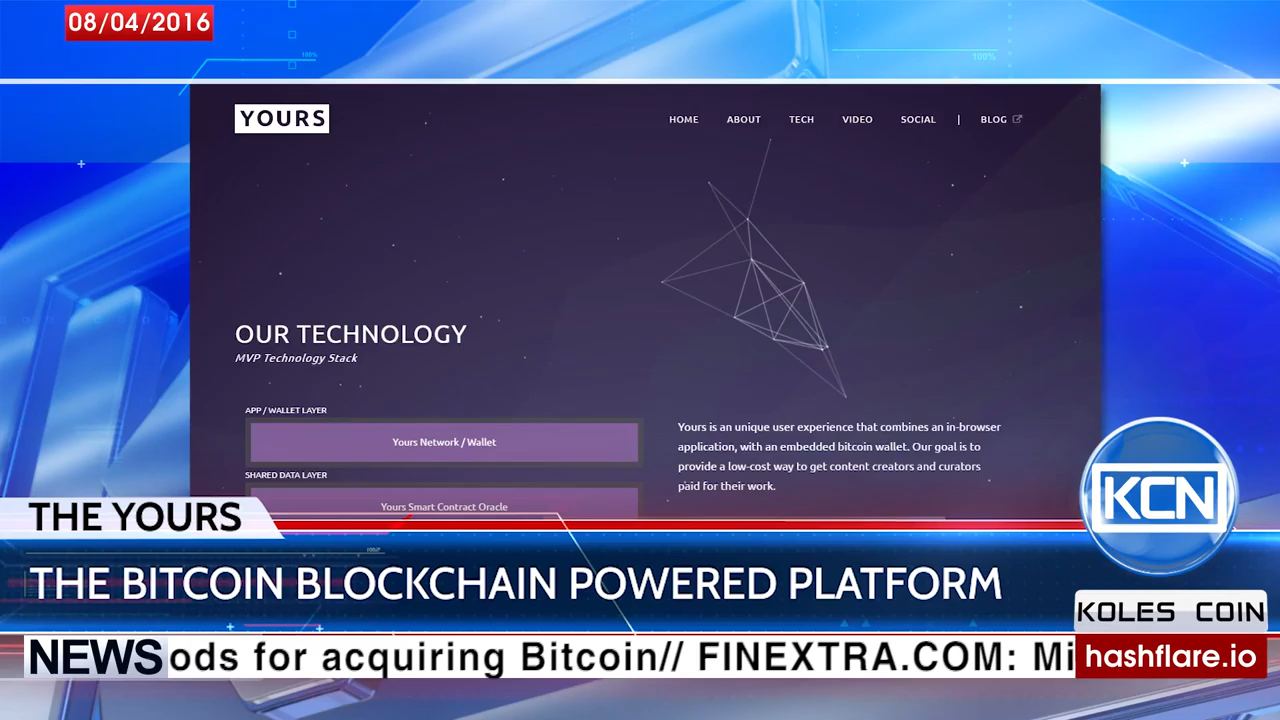 08/04/2016
100%
100%
YOURS
HOME ABOUT TECH VIDEO SOCIAL | BLOG
OUR TECHNOLOGY
MVP Technology Stack
APP / WALLET LAYER
Yours Network / Wallet
SHARED DATA LAYER
Yours Smart Contract Oracle
Yours is an unique user experience that combines an in-browser
application, with an embedded bitcoin wallet. Our goal is to
provide a low-cost way to get content creators and curators
paid for their work.
KCN
THE YOURS
100%
THE BITCOIN BLOCKCHAIN POWERED PLATFORM
KOLES COIN
NEWS ods for acquiring Bitcoin// FINEXTRA.COM: Mi
hashflare.io